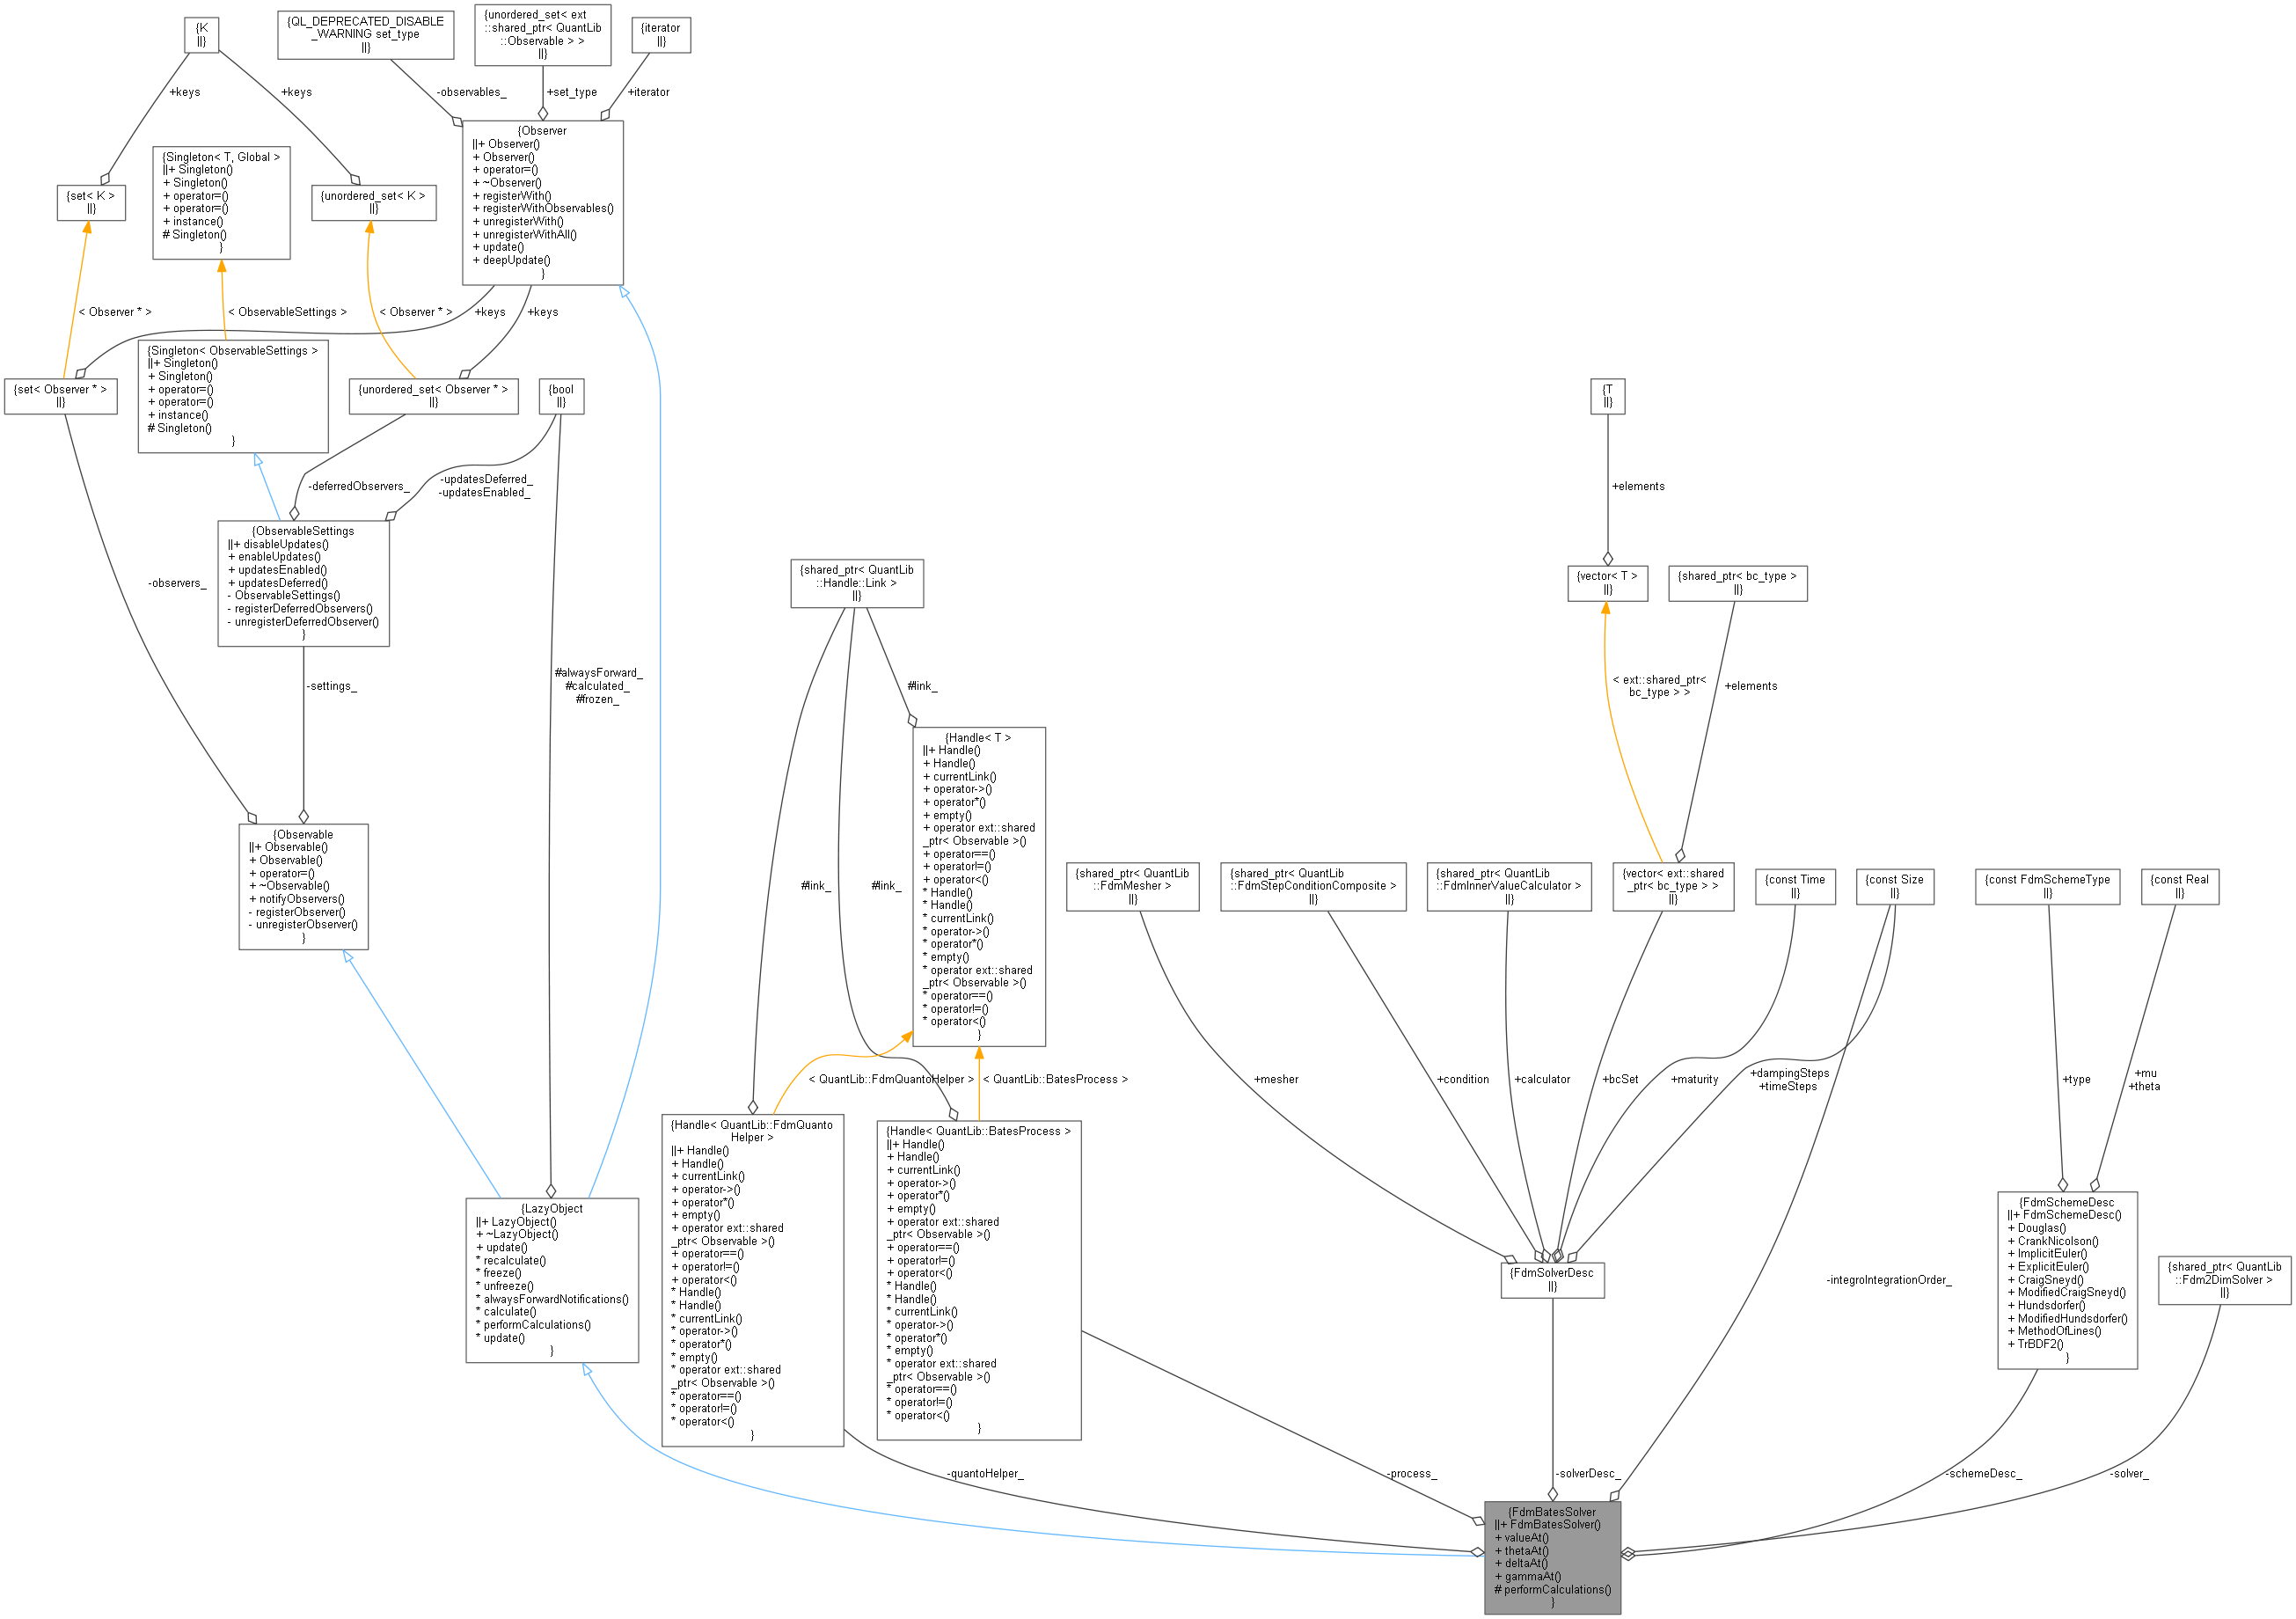 {K
||}
{QL_DEPRECATED_DISABLE
_WARNING set_type
||}
{unordered_set< ext
::shared_ptr< QuantLib
::Observable > >
||}
{iterator
||}
+keys
+keys
-observables_
+set_type
+iterator
{Observer
||+ Observer()
+ Observer()
+ operator=()
+ ~Observer()
+ registerWith()
+ registerWithObservables()
+ unregisterWith()
+ unregisterWithAll()
+ update()
+ deepUpdate()
}
{Singleton< T, Global >
||+ Singleton()
+ Singleton()
+ operator=()
+ operator=()
+ instance()
# Singleton()
}
{set< K >
||}
{unordered_set< K >
||}
< Observer * >
< ObservableSettings >
< Observer * >
+keys
+keys
{Singleton< ObservableSettings >
||+ Singleton()
+ Singleton()
+ operator=()
+ operator=()
+ instance()
# Singleton()
}
{set< Observer * >
||}
{unordered_set< Observer * >
||}
{bool
||}
{T
||}
-deferredObservers_
-updatesDeferred_
-updatesEnabled_
+elements
{ObservableSettings
||+ disableUpdates()
+ enableUpdates()
+ updatesEnabled()
+ updatesDeferred()
- ObservableSettings()
- registerDeferredObservers()
- unregisterDeferredObserver()
}
-observers_
{shared_ptr< QuantLib
::Handle::Link >
||}
{vector< T >
||}
{shared_ptr< bc_type >
||}
-settings_
#alwaysForward_
#calculated_
#frozen_
#link_
< ext::shared_ptr<
bc_type > >
+elements
{Handle< T >
||+ Handle()
+ Handle()
+ currentLink()
+ operator->()
+ operator*()
+ empty()
+ operator ext::shared
_ptr< Observable >()
+ operator==()
+ operator!=()
+ operator<()
* Handle()
* Handle()
* currentLink()
* operator->()
* operator*()
* empty()
* operator ext::shared
_ptr< Observable >()
* operator==()
* operator!=()
* operator<()
}
{Observable
||+ Observable()
+ Observable()
+ operator=()
+ ~Observable()
+ notifyObservers()
- registerObserver()
- unregisterObserver()
}
#link_
#link_
{shared_ptr< QuantLib
::FdmMesher >
||}
{shared_ptr< QuantLib
::FdmStepConditionComposite >
||}
{shared_ptr< QuantLib
::FdmInnerValueCalculator >
||}
{vector< ext::shared
_ptr< bc_type > >
||}
{const Time
||}
{const Size
||}
{const FdmSchemeType
||}
{const Real
||}
< QuantLib::FdmQuantoHelper >
< QuantLib::BatesProcess >
+mesher
+condition
+calculator
+bcSet
+maturity
+dampingSteps
+timeSteps
+type
+mu
+theta
{Handle< QuantLib::FdmQuanto
Helper >
||+ Handle()
+ Handle()
+ currentLink()
+ operator->()
+ operator*()
+ empty()
+ operator ext::shared
_ptr< Observable >()
+ operator==()
+ operator!=()
+ operator<()
* Handle()
* Handle()
* currentLink()
* operator->()
* operator*()
* empty()
* operator ext::shared
_ptr< Observable >()
* operator==()
* operator!=()
* operator<()
}
{Handle< QuantLib::BatesProcess >
||+ Handle()
+ Handle()
+ currentLink()
+ operator->()
+ operator*()
+ empty()
+ operator ext::shared
_ptr< Observable >()
+ operator==()
+ operator!=()
+ operator<()
* Handle()
* Handle()
* currentLink()
* operator->()
* operator*()
* empty()
* operator ext::shared
_ptr< Observable >()
* operator==()
* operator!=()
* operator<()
}
{LazyObject
||+ LazyObject()
+ ~LazyObject()
+ update()
* recalculate()
* freeze()
* unfreeze()
* alwaysForwardNotifications()
* calculate()
* performCalculations()
* update()
}
{FdmSolverDesc
||}
-integroIntegrationOrder_
{FdmSchemeDesc
||+ FdmSchemeDesc()
+ Douglas()
+ CrankNicolson()
+ ImplicitEuler()
+ ExplicitEuler()
+ CraigSneyd()
+ ModifiedCraigSneyd()
+ Hundsdorfer()
+ ModifiedHundsdorfer()
+ MethodOfLines()
+ TrBDF2()
}
{shared_ptr< QuantLib
::Fdm2DimSolver >
||}
-quantoHelper_
-process_
-solverDesc_
-schemeDesc_
-solver_
{FdmBatesSolver
||+ FdmBatesSolver()
+ valueAt()
+ thetaAt()
+ deltaAt()
+ gammaAt()
# performCalculations()
}